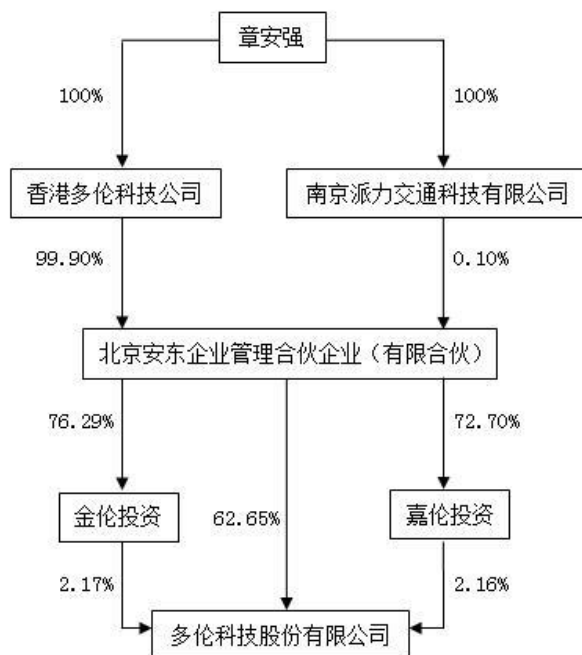 章安强
100%
100%
香港多伦科技公司
南京派力交通科技有限公司
99.90%
0.10%
北京安东企业管理合伙企业（有限合伙）
76.29%
72.70%
金伦投资
62.65%
嘉伦投资
2.17%
2.16%
多伦科技股份有限公司